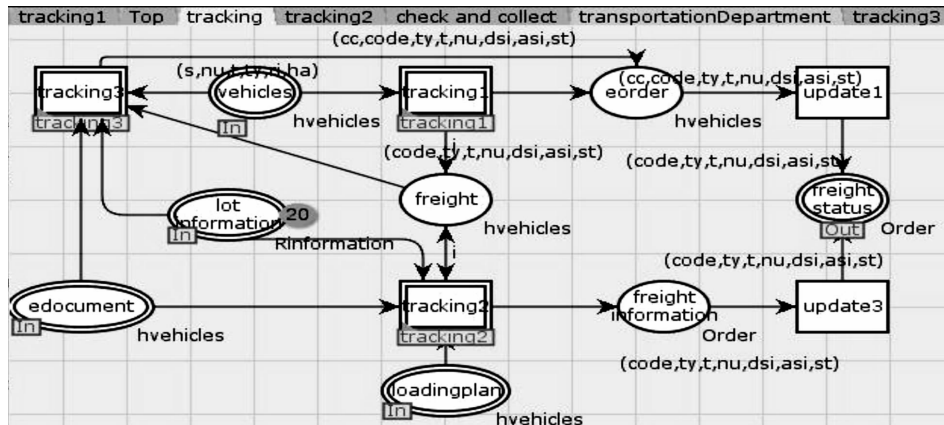 tracking1 Top tracking tracking2 check and collect transportationDepartment tracking3
(cc,code,ty,t,nu,dsi,asi,st)
(s,nu,t,ty,ri,ha)
(cc,code,ty,t,nu,dsi,asi,st)
tracking3 vehicles tracking1 eorder update1
tracking3 In hvehicles tracking1 hvehicles
i
(code,ty,t,nu,dsi,asi,st) (code,ty,t,nu,dsi,asi,st)
lot
information
20
In
freight
freight
status
Out
Order
Rinformation hvehicles
i
(code,ty,t,nu,dsi,asi,st)
edocument tracking2
freight
information
update3
In
hvehicles tracking2 Order
(code,ty,t,nu,dsi,asi,st)
loadingplan
In
hvehicles